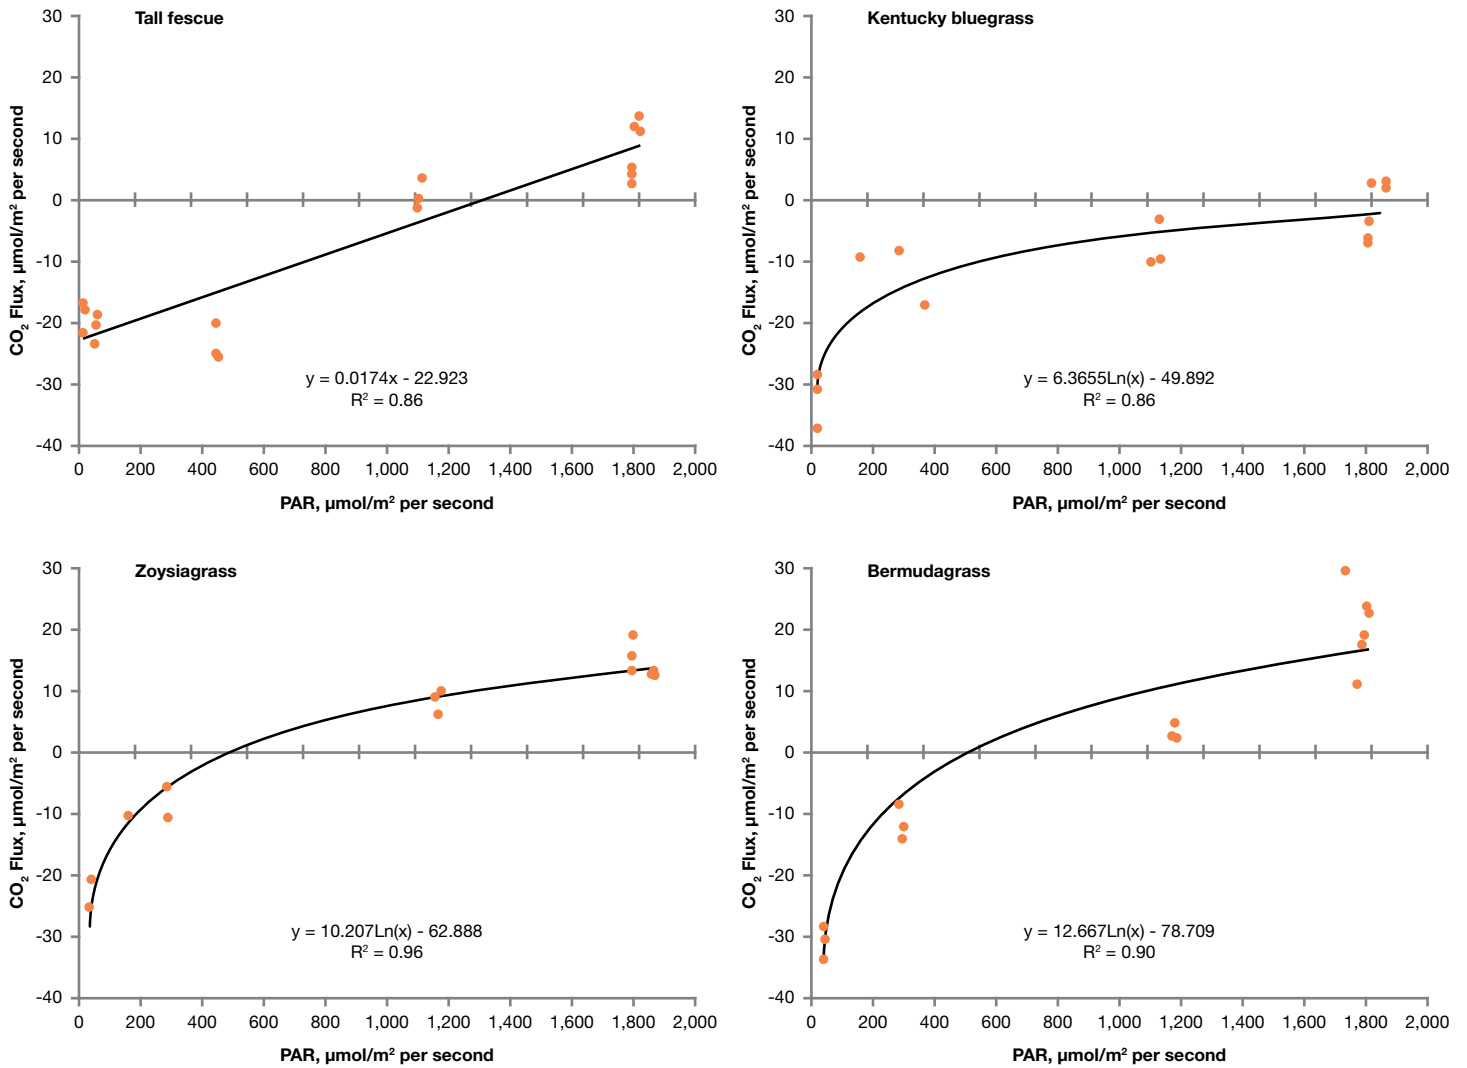 Tall fescue
30
20
10
0
-10
-20
-30
-40
CO₂ Flux, µmol/m² per second
y = 0.0174x - 22.923
R² = 0.86
0 200 400 600 800 1,000 1,200 1,400 1,600 1,800 2,000
PAR, µmol/m² per second
Kentucky bluegrass
30
20
10
0
-10
-20
-30
-40
CO₂ Flux, µmol/m² per second
y = 6.3655Ln(x) - 49.892
R² = 0.86
0 200 400 600 800 1,000 1,200 1,400 1,600 1,800 2,000
PAR, µmol/m² per second
Zoysiagrass
30
20
10
0
-10
-20
-30
-40
CO₂ Flux, µmol/m² per second
y = 10.207Ln(x) - 62.888
R² = 0.96
0 200 400 600 800 1,000 1,200 1,400 1,600 1,800 2,000
PAR, µmol/m² per second
Bermudagrass
30
20
10
0
-10
-20
-30
-40
CO₂ Flux, µmol/m² per second
y = 12.667Ln(x) - 78.709
R² = 0.90
0 200 400 600 800 1,000 1,200 1,400 1,600 1,800 2,000
PAR, µmol/m² per second